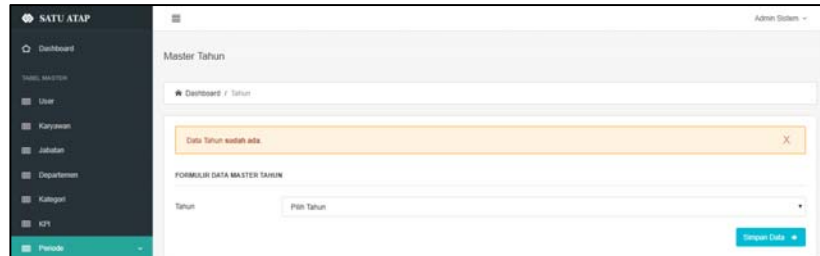 SATU ATAP
Admin Sistem
Dashboard
Master Tahun
TABEL MASTER
Dashboard / Tahun
User
Karyawan
Data Tahun sudah ada. X
Jabatan
Departemen
FORMULIR DATA MASTER TAHUN
Kategori
Tahun Pilih Tahun
KPI
Simpan Data
Periode